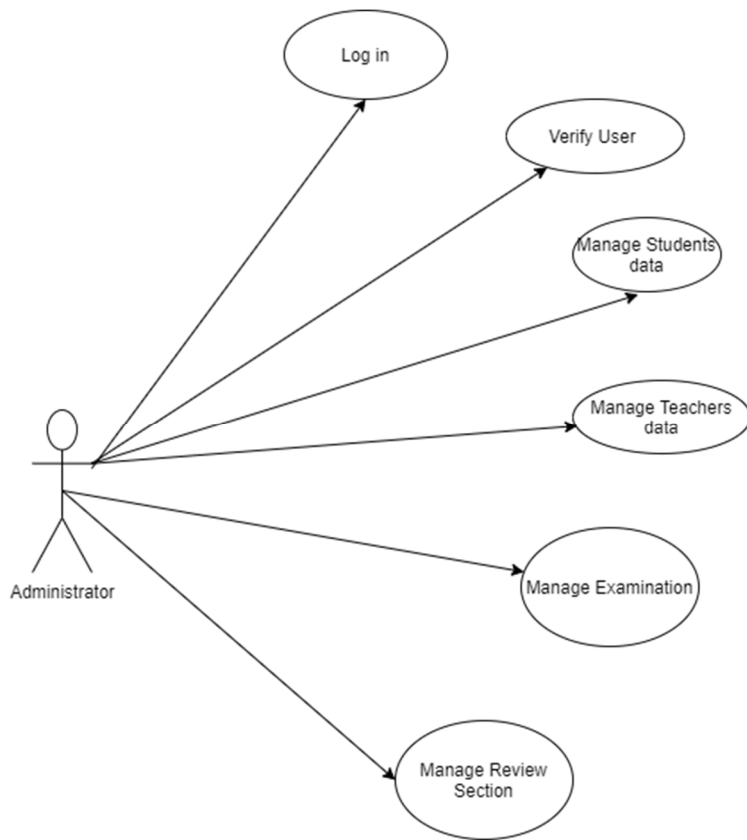 Log in
Verify User
Manage Students
data
Manage Teachers
data
Administrator
Manage Examination
Manage Review
Section